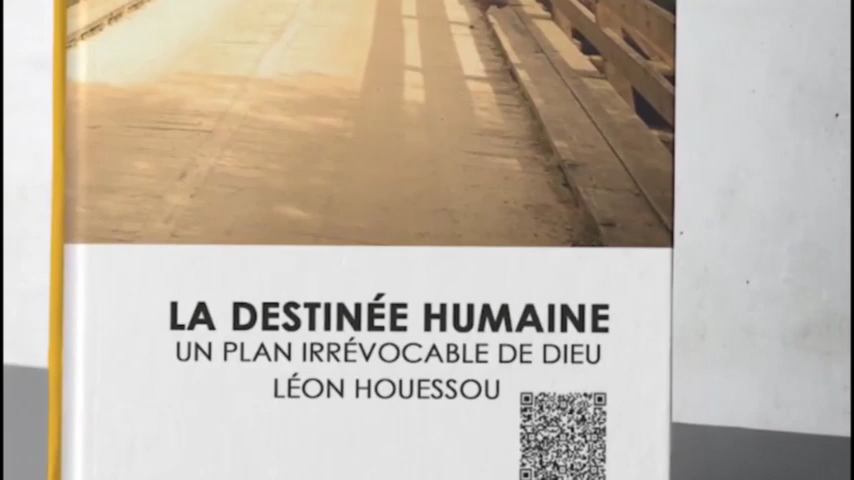 LA DESTINÉE HUMAINE
UN PLAN IRRÉVOCABLE DE DIEU
LÉON HOUESSOU